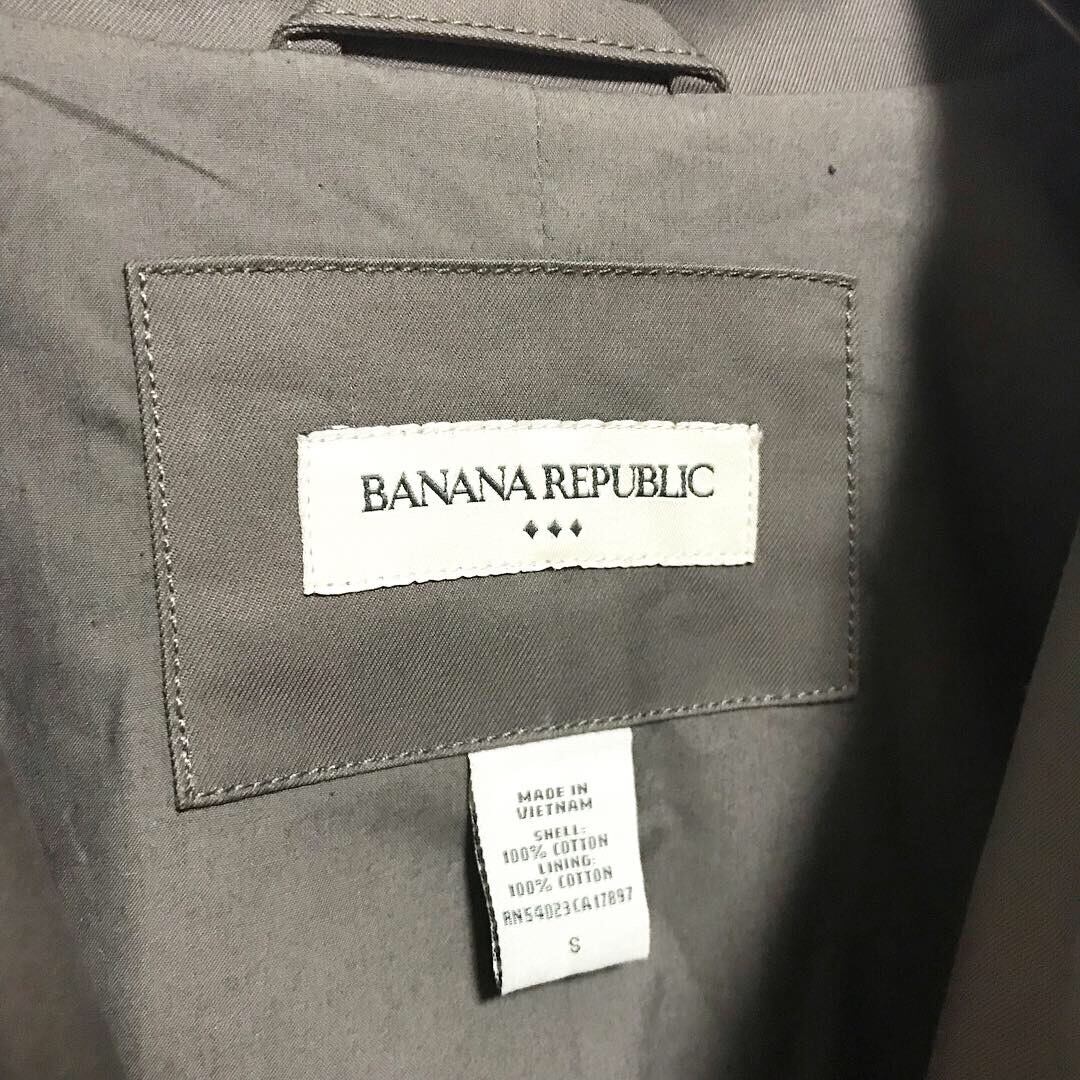 BANANA REPUBLIC
MADE IN
VIETNAM
SHELL:
100% COTTON
LINING:
100% COTTON
RN54023CA17897
S